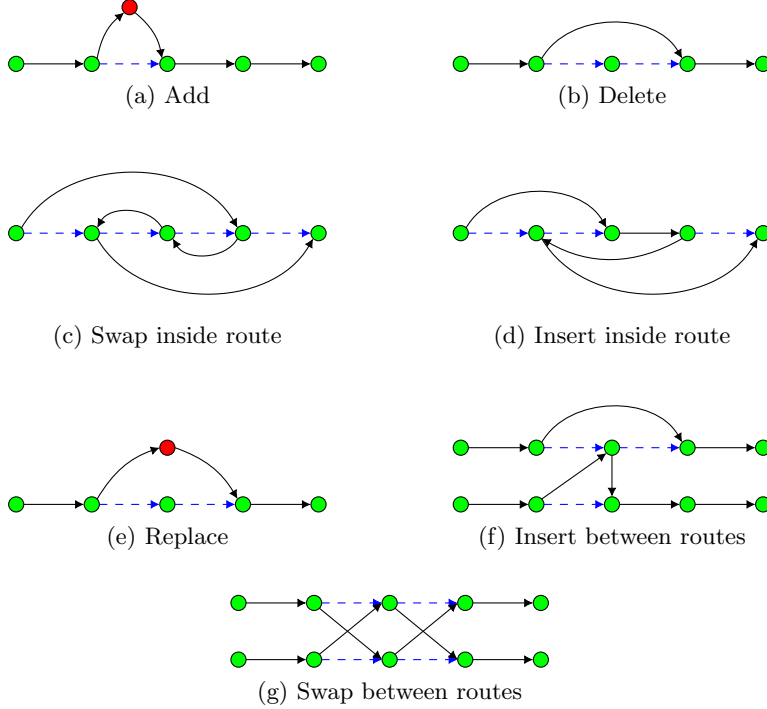 (a) Add
(b) Delete
(c) Swap inside route
(d) Insert inside route
(e) Replace
(f) Insert between routes
(g) Swap between routes